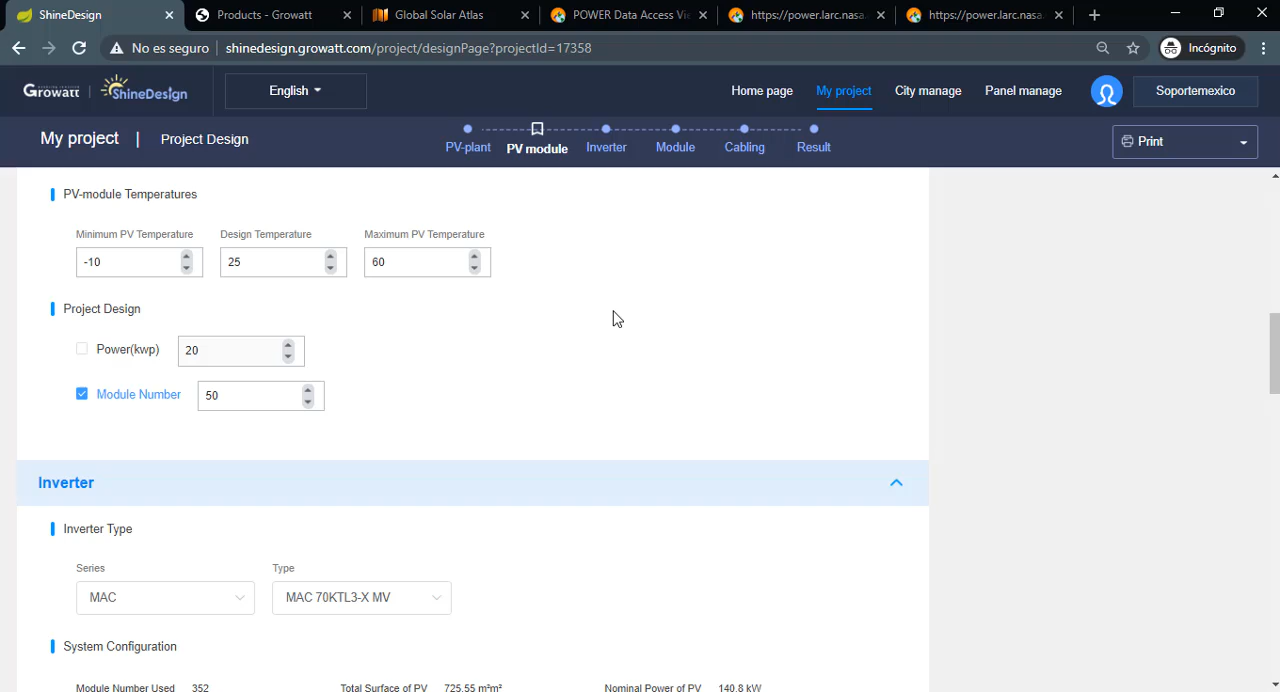 ShineDesign
Products - Growatt
Global Solar Atlas
POWER Data Access Vi
https://power.larc.nasa.
https://power.larc.nasa.
No es seguro
shinedesign.growatt.com/project/designPage?projectId=17358
Incógnito
Growatt | ShineDesign
English
Home page
My project
City manage
Panel manage
Soportemexico
My project | Project Design
PV-plant
PV module
Inverter
Module
Cabling
Result
Print
PV-module Temperatures
Minimum PV Temperature
Design Temperature
Maximum PV Temperature
-10
25
60
Project Design
Power(kwp)
20
Module Number
50
Inverter
Inverter Type
Series
Type
MAC
MAC 70KTL3-X MV
System Configuration
Module Number Used 352
Total Surface of PV 725.55 m²m²
Nominal Power of PV 140.8 kW